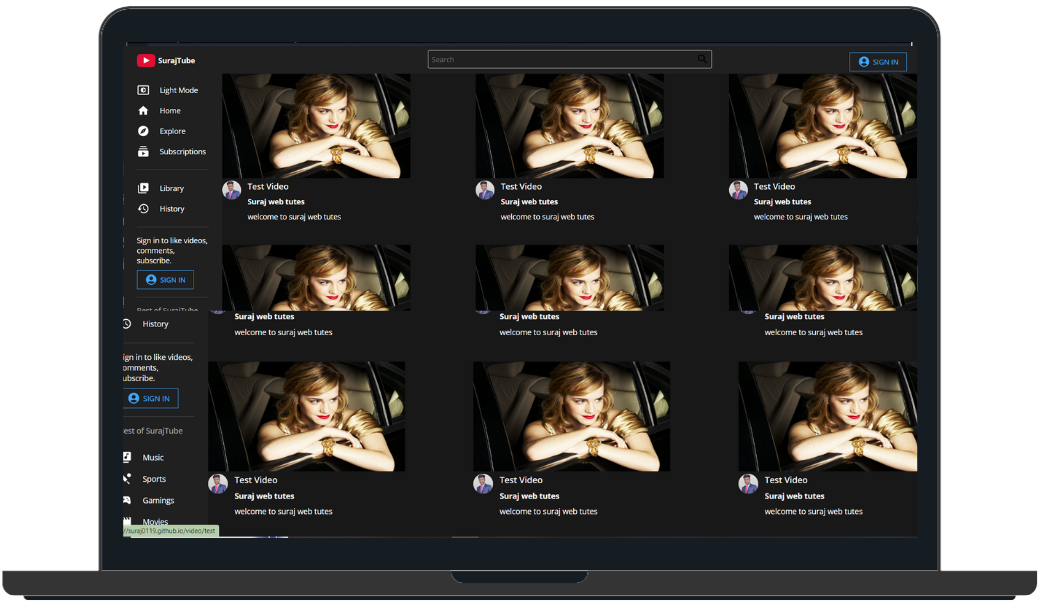 SurajTube
Search
SIGN IN
Light Mode
Home
Explore
Subscriptions
Library
History
Sign in to like videos,
comments,
subscribe.
SIGN IN
Best of SurajTube
Test Video
Suraj web tutes
welcome to suraj web tutes
Test Video
Suraj web tutes
welcome to suraj web tutes
Test Video
Suraj web tutes
welcome to suraj web tutes
History
ign in to like videos,
omments,
ubscribe.
SIGN IN
est of SurajTube
Music
Sports
Gamings
Movies
//suraj0119.github.io/video/test
Suraj web tutes
welcome to suraj web tutes
Suraj web tutes
welcome to suraj web tutes
Suraj web tutes
welcome to suraj web tutes
Test Video
Suraj web tutes
welcome to suraj web tutes
Test Video
Suraj web tutes
welcome to suraj web tutes
Test Video
Suraj web tutes
welcome to suraj web tutes